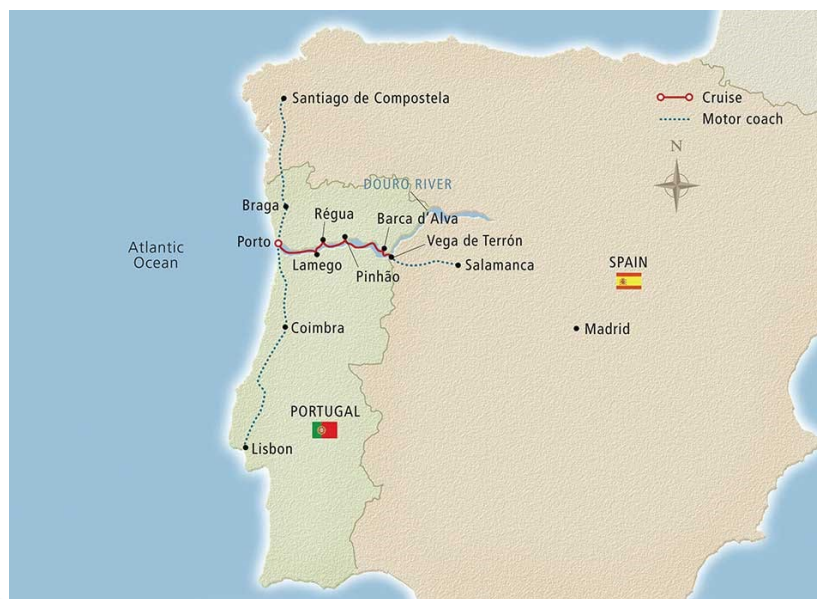 Santiago de Compostela
Cruise
Motor coach
N
DOURO RIVER
Braga
Régua
Barca d'Alva
Porto
Vega de Terrón
Atlantic
Ocean
Lamego
Pinhão
Salamanca
SPAIN
Coimbra
Madrid
PORTUGAL
Lisbon